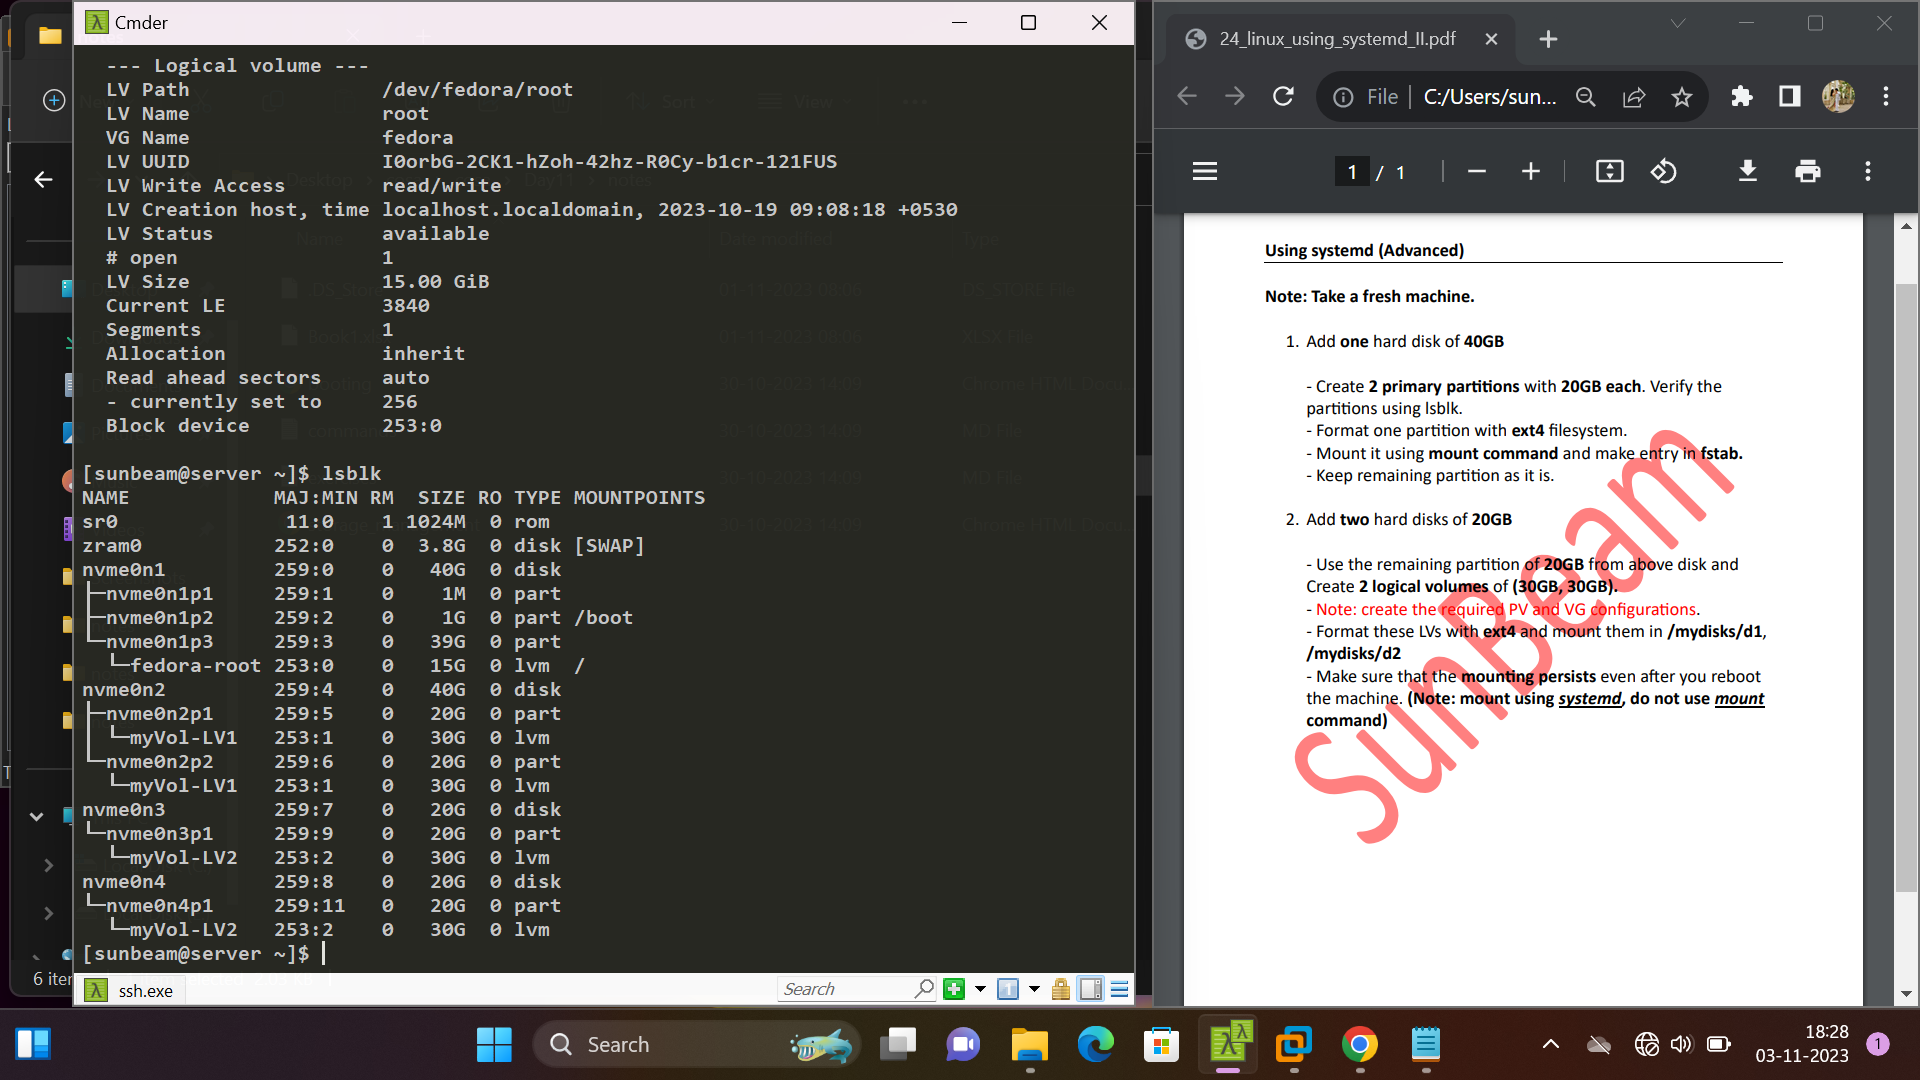 Cmder
--- Logical volume ---
LV Path                /dev/fedora/root
LV Name                root
VG Name                fedora
LV UUID                I0orbG-2CK1-hZoh-42hz-R0Cy-b1cr-121FUS
LV Write Access        read/write
LV Creation host, time localhost.localdomain, 2023-10-19 09:08:18 +0530
LV Status              available
# open                 1
LV Size                15.00 GiB
Current LE             3840
Segments               1
Allocation             inherit
Read ahead sectors     auto
- currently set to     256
Block device           253:0
[sunbeam@server ~]$ lsblk
NAME            MAJ:MIN RM  SIZE RO TYPE MOUNTPOINTS
sr0              11:0    1 1024M  0 rom
zram0           252:0    0  3.8G  0 disk [SWAP]
nvme0n1         259:0    0   40G  0 disk
├─nvme0n1p1     259:1    0    1M  0 part
├─nvme0n1p2     259:2    0    1G  0 part /boot
└─nvme0n1p3     259:3    0   39G  0 part
  └─fedora-root 253:0    0   15G  0 lvm  /
nvme0n2         259:4    0   40G  0 disk
├─nvme0n2p1     259:5    0   20G  0 part
│ └─myVol-LV1   253:1    0   30G  0 lvm
└─nvme0n2p2     259:6    0   20G  0 part
  └─myVol-LV1   253:1    0   30G  0 lvm
nvme0n3         259:7    0   20G  0 disk
└─nvme0n3p1     259:9    0   20G  0 part
  └─myVol-LV2   253:2    0   30G  0 lvm
nvme0n4         259:8    0   20G  0 disk
└─nvme0n4p1     259:11   0   20G  0 part
  └─myVol-LV2   253:2    0   30G  0 lvm
[sunbeam@server ~]$
ssh.exe
Search
6 iter
24_linux_using_systemd_II.pdf
File
C:/Users/sun...
1 / 1
Using systemd (Advanced)
Note: Take a fresh machine.
1. Add one hard disk of 40GB
- Create 2 primary partitions with 20GB each. Verify the
partitions using lsblk.
- Format one partition with ext4 filesystem.
- Mount it using mount command and make entry in fstab.
- Keep remaining partition as it is.
2. Add two hard disks of 20GB
- Use the remaining partition of 20GB from above disk and
Create 2 logical volumes of (30GB, 30GB).
- Note: create the required PV and VG configurations.
- Format these LVs with ext4 and mount them in /mydisks/d1,
/mydisks/d2
- Make sure that the mounting persists even after you reboot
the machine. (Note: mount using systemd, do not use mount
command)
SunBeam
Search
18:28
03-11-2023
1